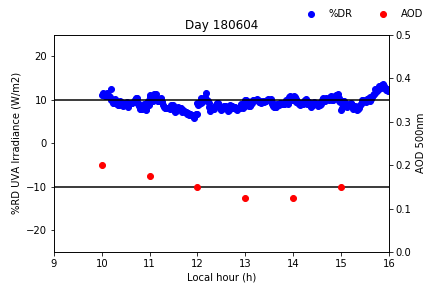 %DR AOD
Day 180604
20
10
0
−10
−20
%RD UVA Irradiance (W/m2)
0.5
0.4
0.3
0.2
0.1
0.0
AOD 500nm
9 10 11 12 13 14 15 16
Local hour (h)